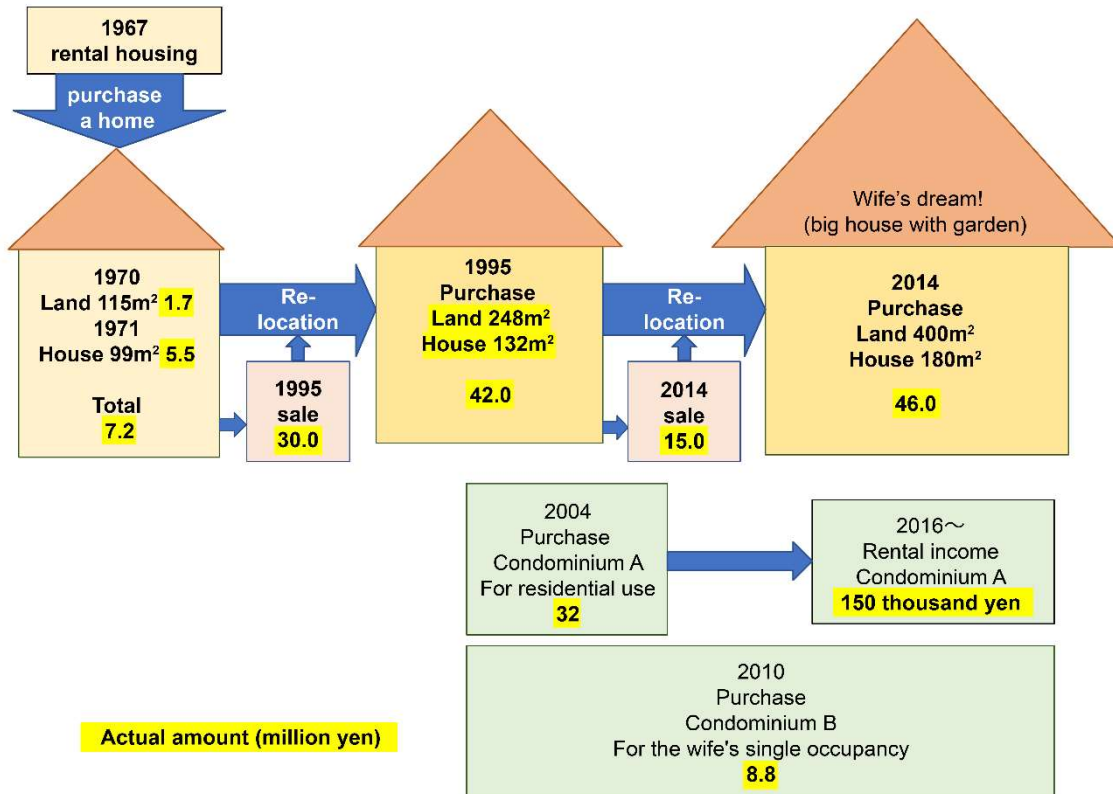 1967
rental housing
purchase
a home
1970
Land 115m² 1.7
1971
House 99m² 5.5
Total
7.2
Re-
location
1995
sale
30.0
1995
Purchase
Land 248m²
House 132m²
42.0
Re-
location
2014
sale
15.0
Wife's dream!
(big house with garden)
2014
Purchase
Land 400m²
House 180m²
46.0
2004
Purchase
Condominium A
For residential use
32
2016～
Rental income
Condominium A
150 thousand yen
2010
Purchase
Condominium B
For the wife's single occupancy
8.8
Actual amount (million yen)